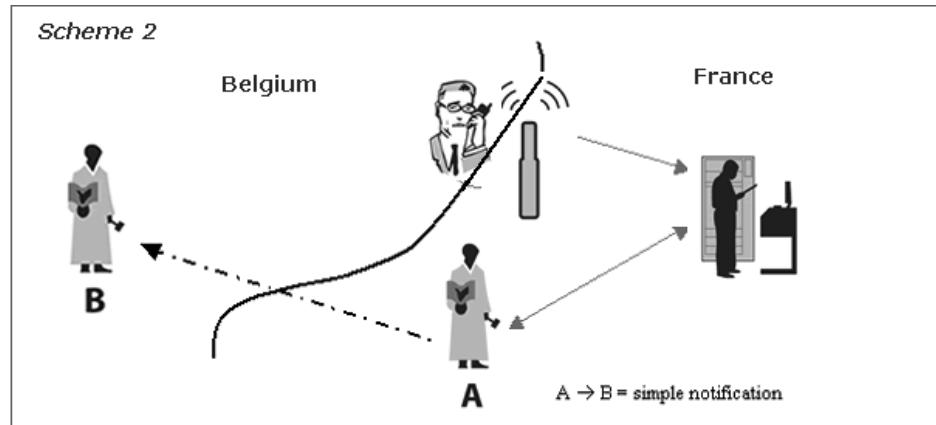 Scheme 2
Belgium
France
B
A
A → B = simple notification